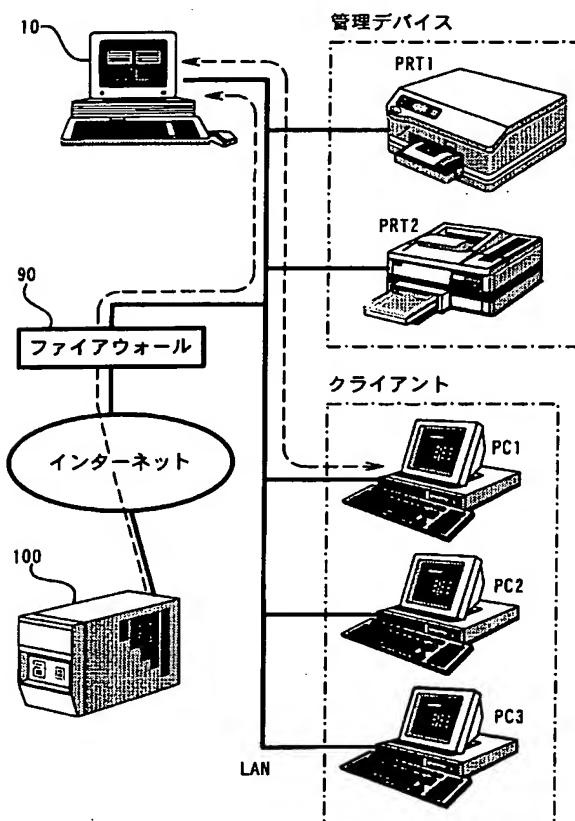 管理デバイス
10
PRT1
PRT2
90
ファイアウォール
クライアント
インターネット
PC1
100
PC2
PC3
LAN